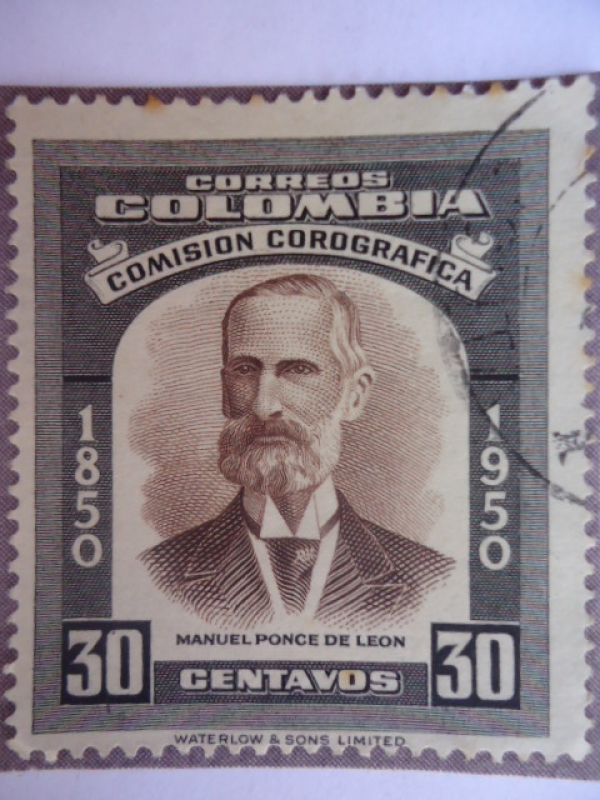 CORREOS
COLOMBIA
COMISION COROGRAFICA
1850
1950
MANUEL PONCE DE LEON
30 CENTAVOS 30
WATERLOW & SONS LIMITED